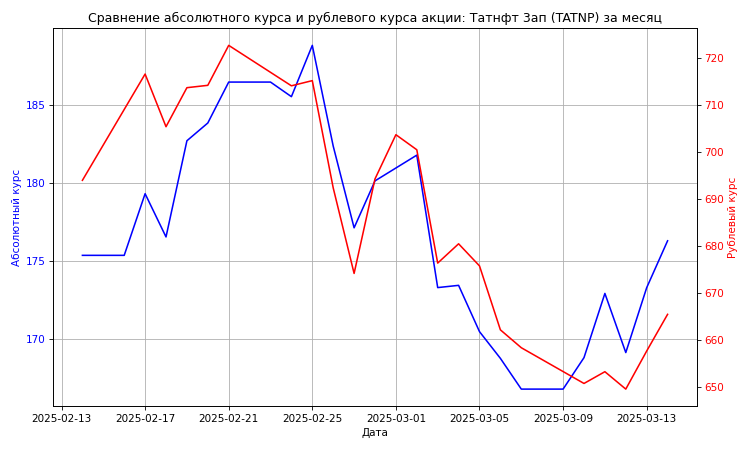 Сравнение абсолютного курса и рублевого курса акции: Татнфт 3ап (TATNP) за месяц
Абсолютный курс
185
180
175
170
720
710
700
690
680
670
660
650
Рублевый курс
2025-02-13 2025-02-17 2025-02-21 2025-02-25 2025-03-01 2025-03-05 2025-03-09 2025-03-13
Дата